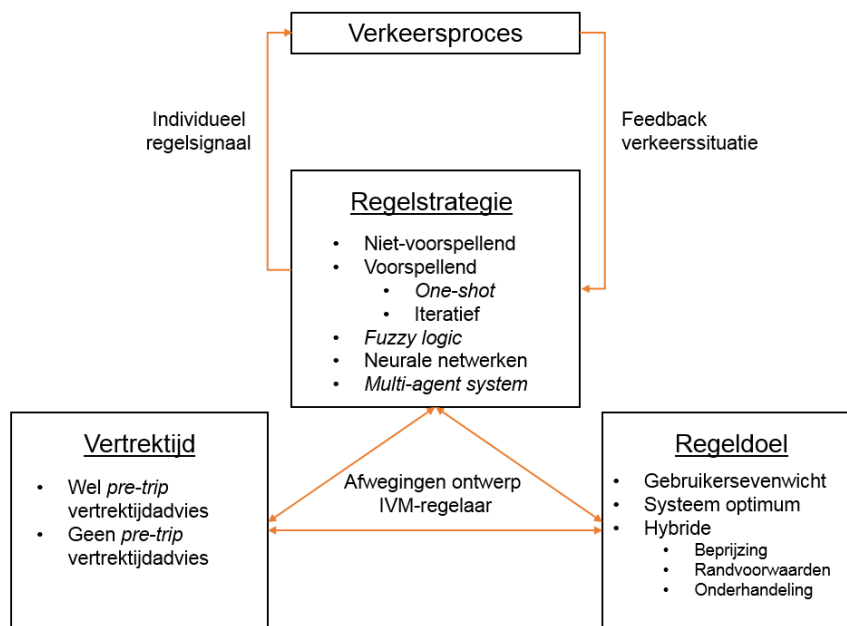 Verkeersproces
Individueel
regelsignaal
Feedback
verkeerssituatie
Regelstrategie
• Niet-voorspellend
• Voorspellend
• One-shot
• Iteratief
• Fuzzy logic
• Neurale netwerken
• Multi-agent system
Vertrektijd
• Wel pre-trip
vertrektijdadvies
• Geen pre-trip
vertrektijdadvies
Afwegingen ontwerp
IVM-regelaar
Regeldoel
• Gebruikersevenwicht
• Systeem optimum
• Hybride
• Beprijzing
• Randvoorwaarden
• Onderhandeling